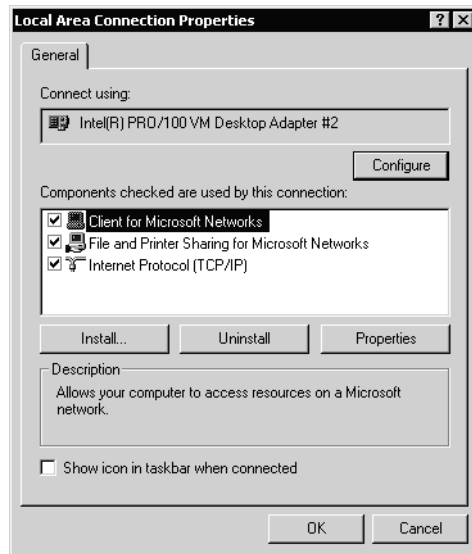 Local Area Connection Properties
General
Connect using:
Intel(R) PRO/100 VM Desktop Adapter #2
Configure
Components checked are used by this connection:
Client for Microsoft Networks
File and Printer Sharing for Microsoft Networks
Internet Protocol (TCP/IP)
Install... Uninstall Properties
Description
Allows your computer to access resources on a Microsoft
network.
Show icon in taskbar when connected
OK Cancel